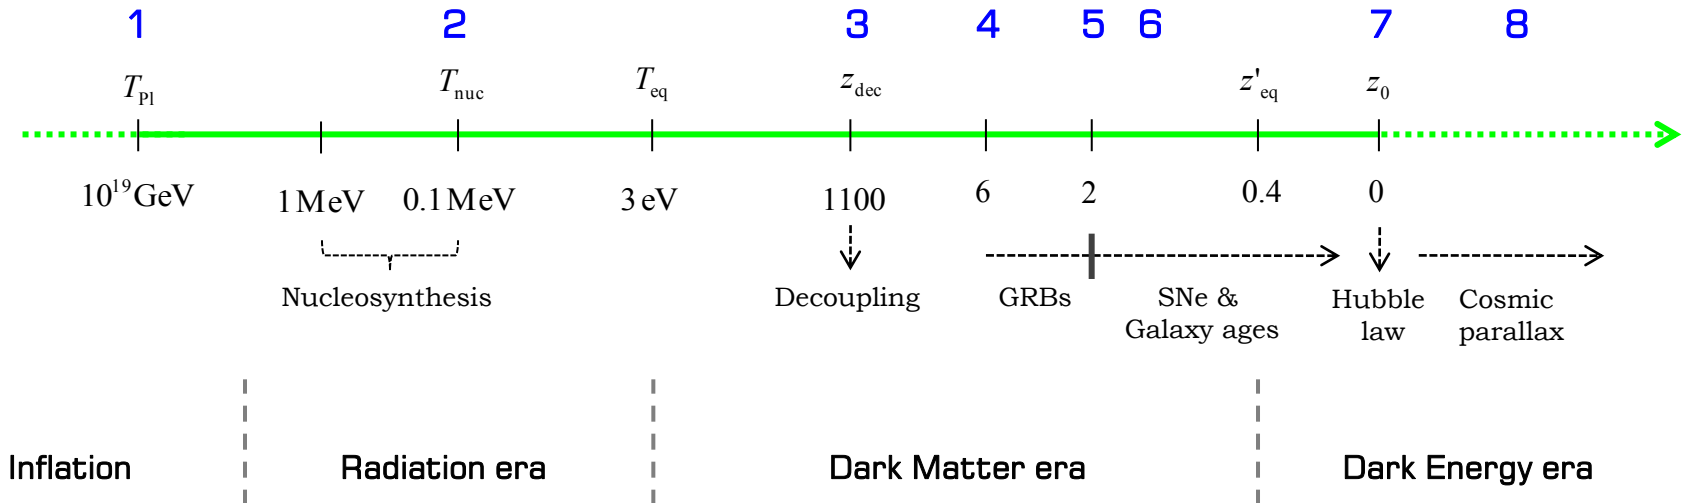 1 2 3 4 5 6 7 8
T_Pl T_nuc T_eq z_dec z'_eq z_0
10^19 GeV 1 MeV 0.1 MeV 3 eV 1100 6 2 0.4 0
Nucleosynthesis Decoupling GRBs SNe & Hubble Cosmic
Galaxy ages law parallax
Inflation Radiation era Dark Matter era Dark Energy era